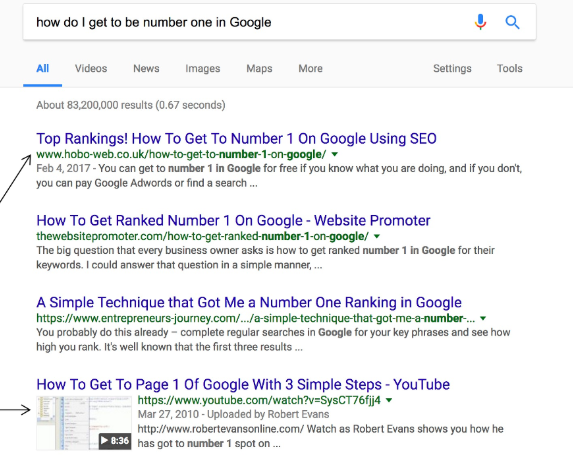 how do I get to be number one in Google
All Videos News Images Maps More Settings Tools
About 83,200,000 results (0.67 seconds)
Top Rankings! How To Get To Number 1 On Google Using SEO
www.hobo-web.co.uk/how-to-get-to-number-1-on-google/
Feb 4, 2017 - You can get to number 1 in Google for free if you know what you are doing, and if you don't,
you can pay Google Adwords or find a search ...
How To Get Ranked Number 1 On Google - Website Promoter
thewebsitepromoter.com/how-to-get-ranked-number-1-on-google/
The big question that every business owner asks is how to get ranked number 1 in Google for their
keywords. I could answer that question in a simple manner, ...
A Simple Technique that Got Me a Number One Ranking in Google
https://www.entrepreneurs-journey.com/.../a-simple-technique-that-got-me-a-number-...
You probably do this already – complete regular searches in Google for your key phrases and see how
high you rank. It's well known that the first three results ...
How To Get To Page 1 Of Google With 3 Simple Steps - YouTube
https://www.youtube.com/watch?v=SysCT76fjj4
Mar 27, 2010 - Uploaded by Robert Evans
http://www.robertevansonline.com/ Watch as Robert Evans shows you how he
has got to number 1 spot on ...
8:36